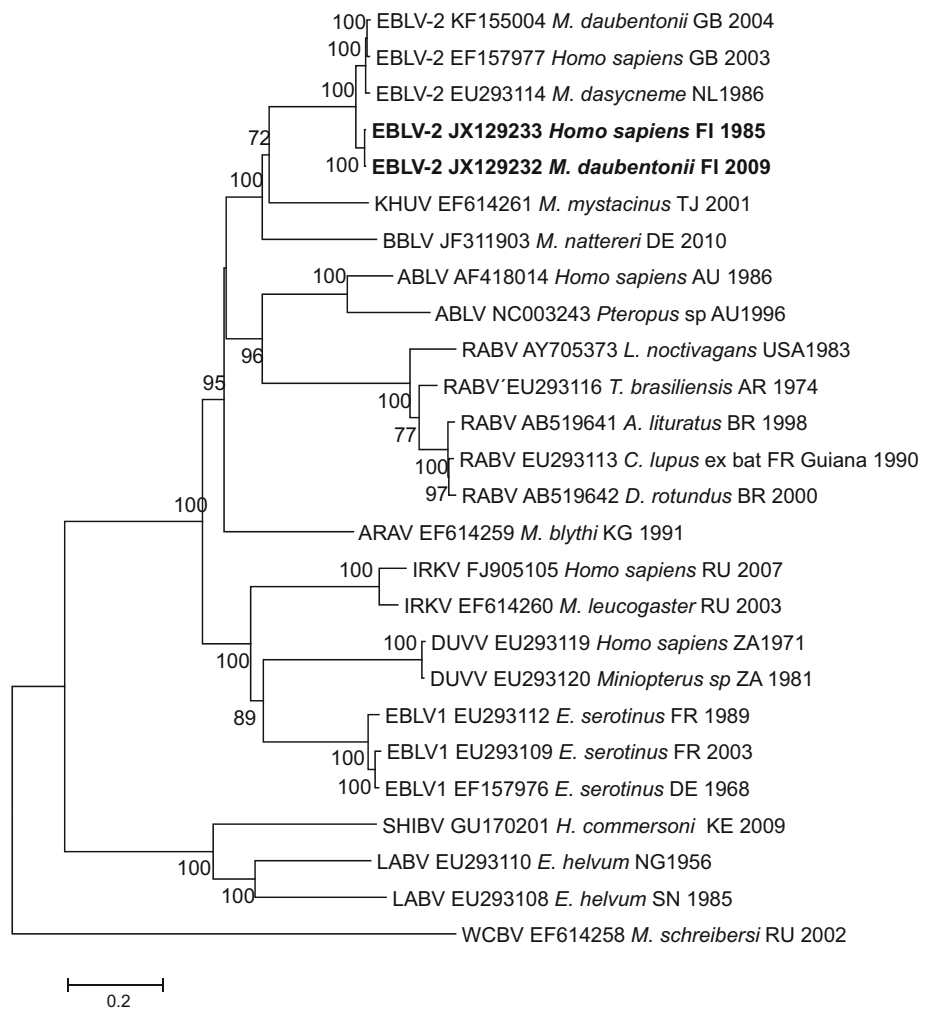 100 EBLV-2 KF155004 M. daubentonii GB 2004
100 EBLV-2 EF157977 Homo sapiens GB 2003
100 EBLV-2 EU293114 M. dasycneme NL1986
72 EBLV-2 JX129233 Homo sapiens FI 1985
100 EBLV-2 JX129232 M. daubentonii FI 2009
100
KHUV EF614261 M. mystacinus TJ 2001
BBLV JF311903 M. nattereri DE 2010
100 ABLV AF418014 Homo sapiens AU 1986
ABLV NC003243 Pteropus sp AU1996
96 RABV AY705373 L. noctivagans USA1983
95 RABV´EU293116 T. brasiliensis AR 1974
100
RABV AB519641 A. lituratus BR 1998
77
100 RABV EU293113 C. lupus ex bat FR Guiana 1990
97 RABV AB519642 D. rotundus BR 2000
100
ARAV EF614259 M. blythi KG 1991
100 IRKV FJ905105 Homo sapiens RU 2007
IRKV EF614260 M. leucogaster RU 2003
100 DUVV EU293119 Homo sapiens ZA1971
100
DUVV EU293120 Miniopterus sp ZA 1981
89 EBLV1 EU293112 E. serotinus FR 1989
100 EBLV1 EU293109 E. serotinus FR 2003
100 EBLV1 EF157976 E. serotinus DE 1968
SHIBV GU170201 H. commersoni KE 2009
100 LABV EU293110 E. helvum NG1956
100 LABV EU293108 E. helvum SN 1985
WCBV EF614258 M. schreibersi RU 2002
0.2